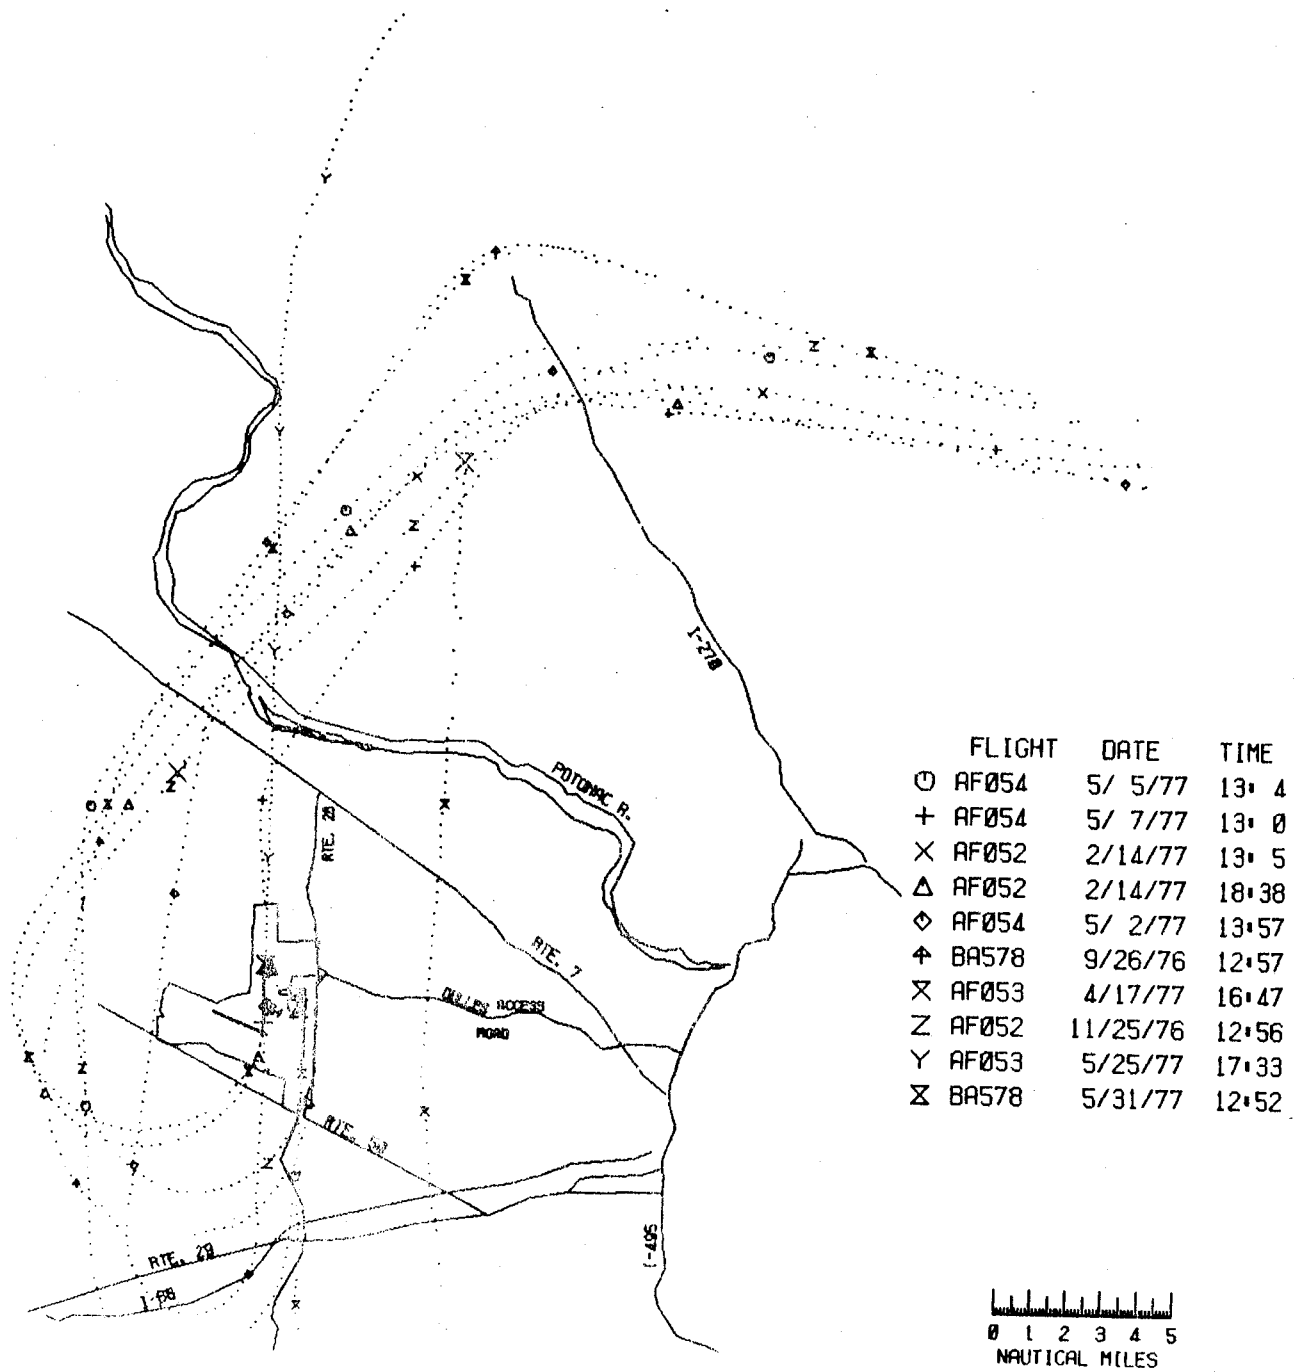 I-270
POTOMAC R.
RTE. 28
RTE. 7
DULLES ACCESS
ROAD
RTE. 50
RTE. 29
I-66
I-495
FLIGHT DATE TIME
AF054 5/ 5/77 13: 4
AF054 5/ 7/77 13: 0
AF052 2/14/77 13: 5
AF052 2/14/77 18:38
AF054 5/ 2/77 13:57
BA578 9/26/76 12:57
AF053 4/17/77 16:47
AF052 11/25/76 12:56
AF053 5/25/77 17:33
BA578 5/31/77 12:52
0 1 2 3 4 5
NAUTICAL MILES